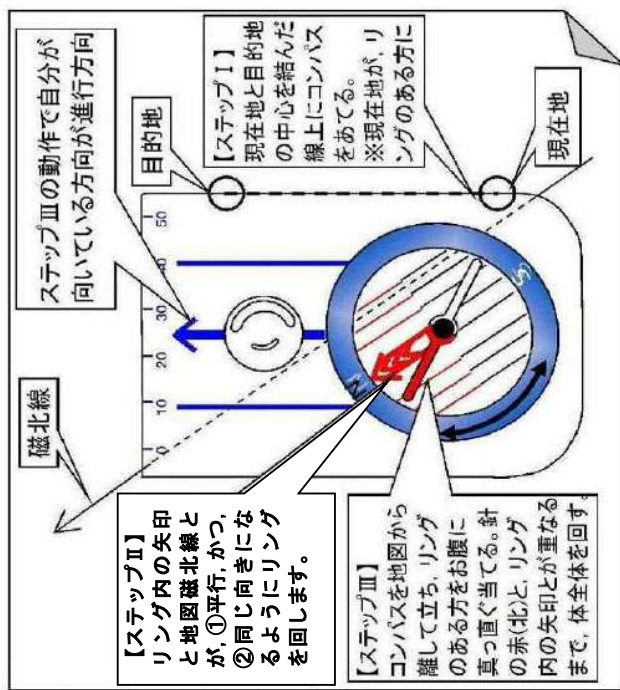 ステップⅢの動作で自分が
向いている方向が進行方向
磁北線
目的地
【ステップⅠ】
現在地と目的地
の中心を結んだ
線上にコンパス
をあてる。
※現在地が、リ
ングのある方に
現在地
0 10 20 30 40 50
N
S
【ステップⅡ】
リング内の矢印
と地図磁北線と
が,①平行,かつ,
②同じ向きにな
るようにリング
を回します。
【ステップⅢ】
コンパスを地図から
離して立ち,リング
のある方をお腹に
真っ直ぐ当てる。針
の赤(北)と,リング
内の矢印とが重なる
まで,体全体を回す。